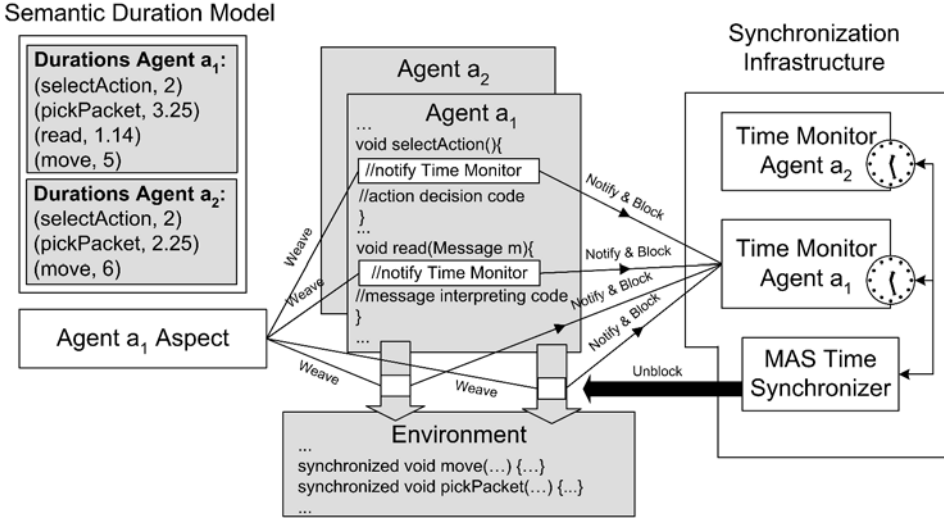 Semantic Duration Model
Durations Agent a1:
(selectAction, 2)
(pickPacket, 3.25)
(read, 1.14)
(move, 5)
Durations Agent a2:
(selectAction, 2)
(pickPacket, 2.25)
(move, 6)
Agent a1 Aspect
Weave
Weave
Weave
Weave
Agent a2
Agent a1
...
void selectAction(){
//notify Time Monitor
//action decision code
}
...
void read(Message m){
//notify Time Monitor
//message interpreting code
}
...
Notify & Block
Notify & Block
Notify & Block
Notify & Block
Unblock
Environment
...
synchronized void move(...) {...}
synchronized void pickPacket(...) {...}
...
Synchronization
Infrastructure
Time Monitor
Agent a2
Time Monitor
Agent a1
MAS Time
Synchronizer